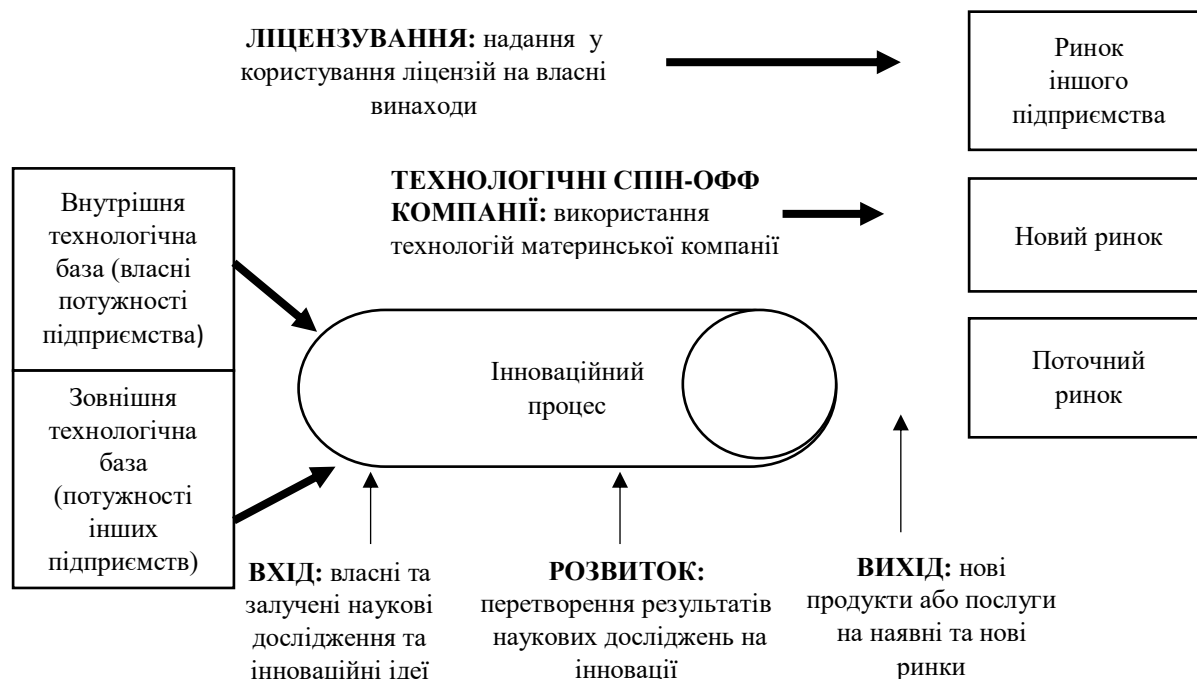 ЛІЦЕНЗУВАННЯ: надання у
користування ліцензій на власні
винаходи
Ринок
іншого
підприємства
ТЕХНОЛОГІЧНІ СПІН-ОФФ
КОМПАНІЇ: використання
технологій материнської компанії
Новий ринок
Внутрішня
технологічна
база (власні
потужності
підприємства)
Зовнішня
технологічна
база
(потужності
інших
підприємств)
Інноваційний
процес
Поточний
ринок
ВХІД: власні та
залучені наукові
дослідження та
інноваційні ідеї
РОЗВИТОК:
перетворення результатів
наукових досліджень на
інновації
ВИХІД: нові
продукти або послуги
на наявні та нові
ринки